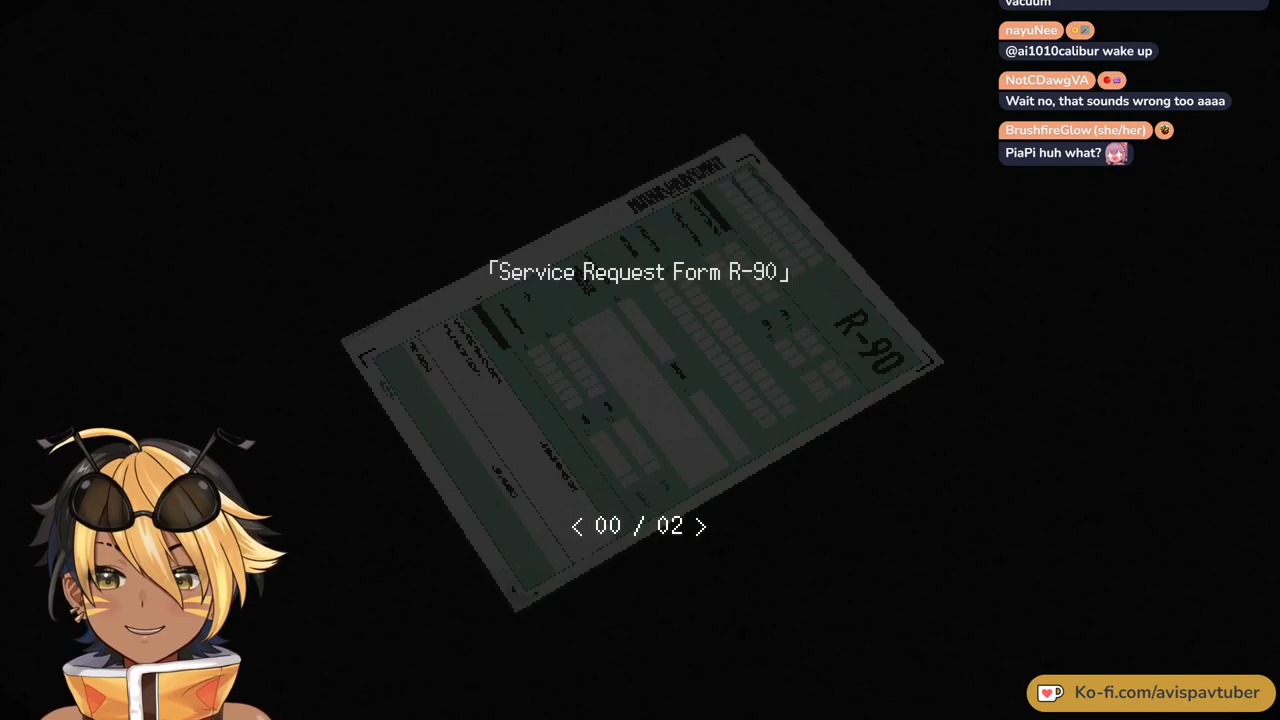 vacuum
nayuNee
@ai1010calibur wake up
NotCDawgVA
Wait no, that sounds wrong too aaaa
BrushfireGlow (she/her)
PiaPi huh what?
「Service Request Form R-90」
R-90
< 00 / 02 >
Ko-fi.com/avispavtuber